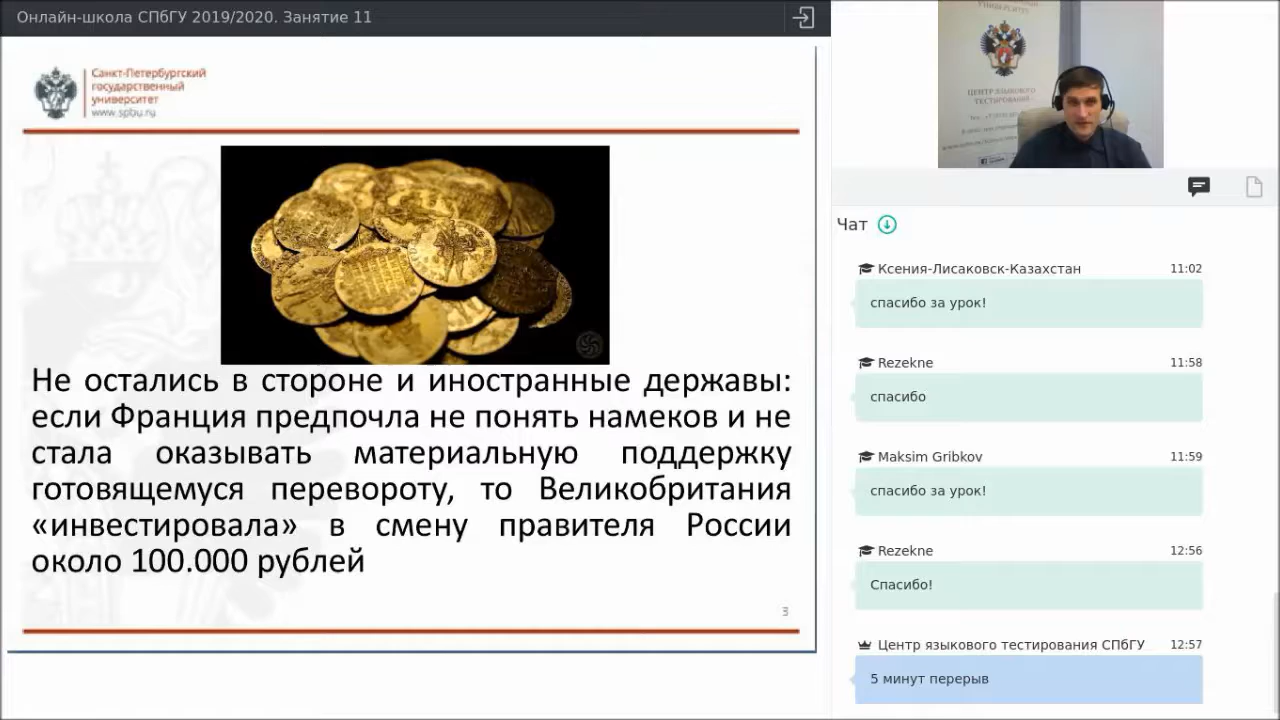 Онлайн-школа СПбГУ 2019/2020. Занятие 11
Санкт-Петербургский
государственный
университет
www.spbu.ru
Не остались в стороне и иностранные державы:
если Франция предпочла не понять намеков и не
стала оказывать материальную поддержку
готовящемуся перевороту, то Великобритания
«инвестировала» в смену правителя России
около 100.000 рублей
3
ЦЕНТР ЯЗЫКОВОГО
ТЕСТИРОВАНИЯ
Чат
Ксения-Лисаковск-Казахстан 11:02
спасибо за урок!
Rezekne 11:58
спасибо
Maksim Gribkov 11:59
спасибо за урок!
Rezekne 12:56
Спасибо!
Центр языкового тестирования СПбГУ 12:57
5 минут перерыв